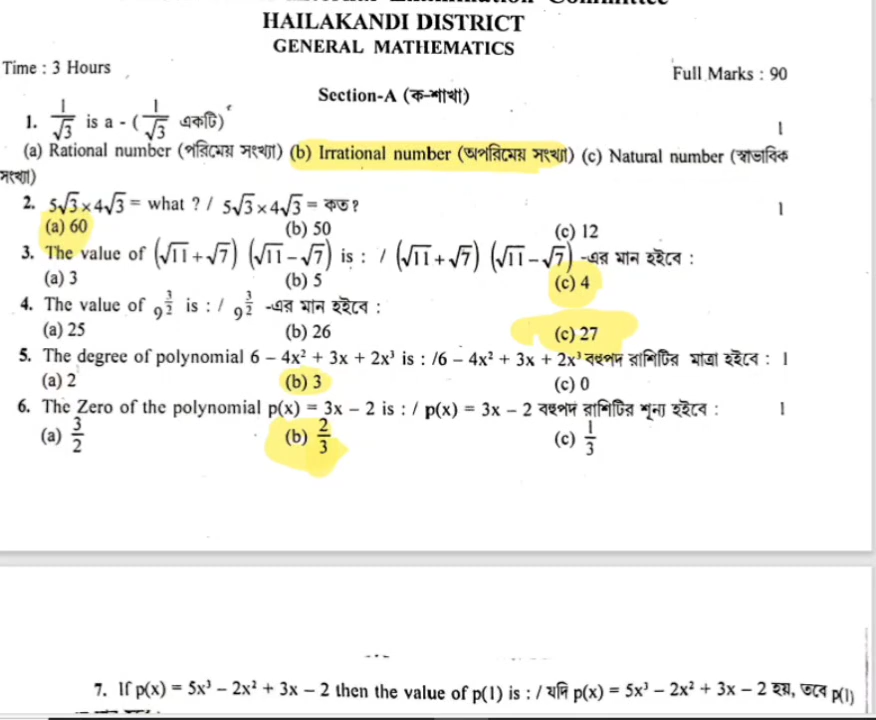 HAILAKANDI DISTRICT
GENERAL MATHEMATICS
Time : 3 Hours
Full Marks : 90
Section-A (ক-শাখা)
1. 1/√3 is a - (1/√3 একটি) 1
(a) Rational number (পরিমেয় সংখ্যা) (b) Irrational number (অপরিমেয় সংখ্যা) (c) Natural number (স্বাভাবিক
সংখ্যা)
2. 5√3×4√3 = what ? / 5√3×4√3 = কত ? 1
(a) 60 (b) 50 (c) 12
3. The value of (√11+√7) (√11−√7) is : / (√11+√7) (√11−√7) -এর মান হইবে :
(a) 3 (b) 5 (c) 4
4. The value of 9^(3/2) is : / 9^(3/2) -এর মান হইবে :
(a) 25 (b) 26 (c) 27
5. The degree of polynomial 6 − 4x² + 3x + 2x³ is : /6 − 4x² + 3x + 2x³ বহুপদ রাশিটির মাত্রা হইবে : 1
(a) 2 (b) 3 (c) 0
6. The Zero of the polynomial p(x) = 3x − 2 is : / p(x) = 3x − 2 বহুপদ রাশিটির শূন্য হইবে : 1
(a) 3/2 (b) 2/3 (c) 1/3
7. If p(x) = 5x³ − 2x² + 3x − 2 then the value of p(1) is : / যদি p(x) = 5x³ − 2x² + 3x − 2 হয়, তবে p(1)